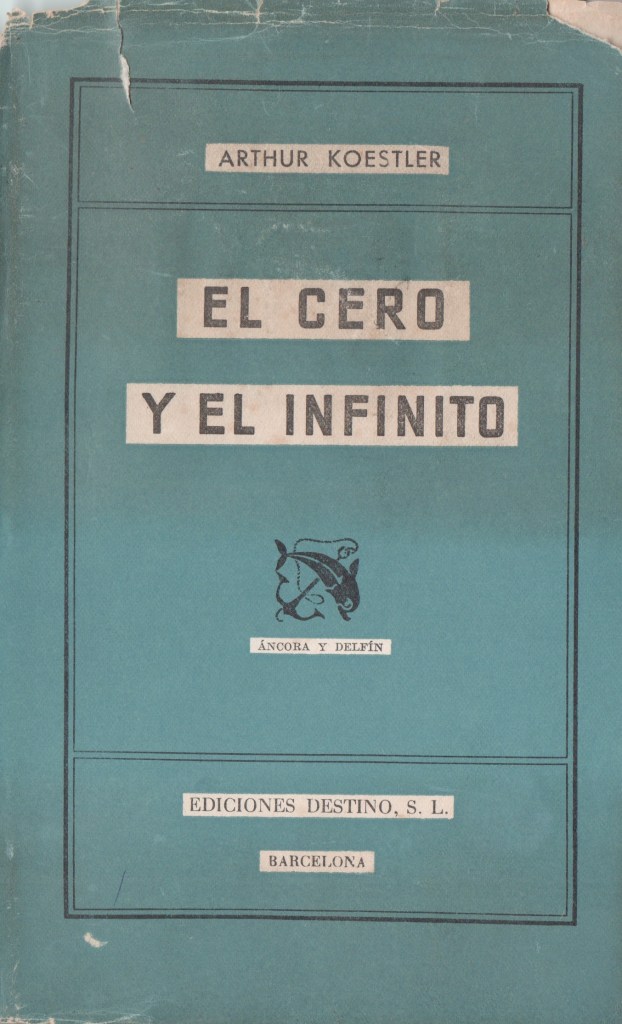 ARTHUR KOESTLER
EL CERO
Y EL INFINITO
ÁNCORA Y DELFÍN
EDICIONES DESTINO, S. L.
BARCELONA